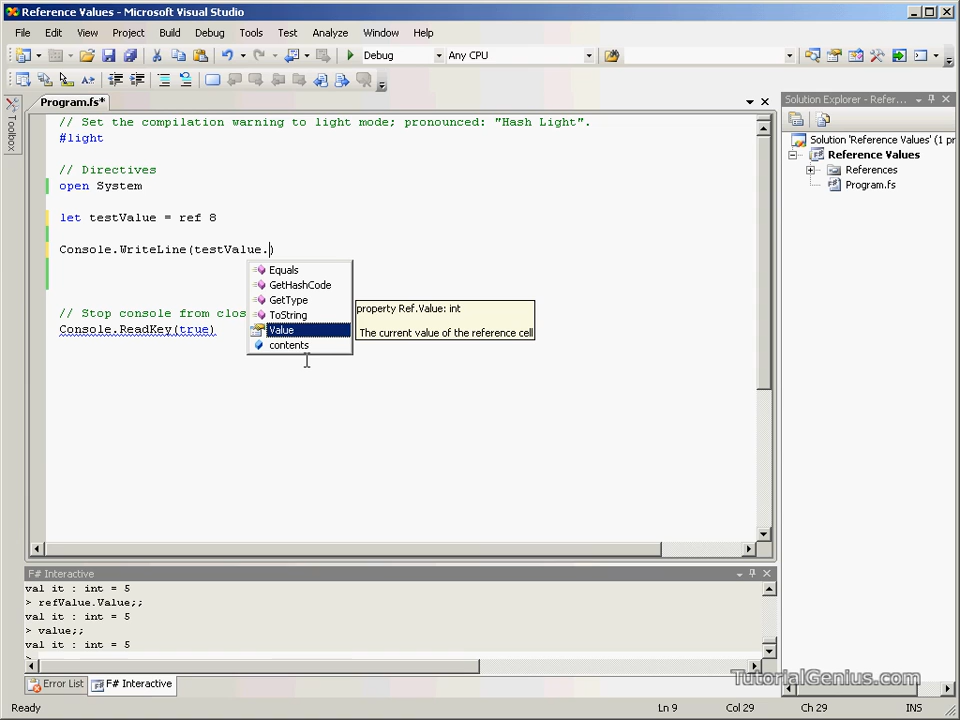 Reference Values - Microsoft Visual Studio
File Edit View Project Build Debug Tools Test Analyze Window Help
Debug Any CPU
Program.fs*
Solution Explorer - Refer...
Toolbox
// Set the compilation warning to light mode; pronounced: "Hash Light".
#light
// Directives
open System
let testValue = ref 8
Console.WriteLine(testValue.)
// Stop console from clos
Console.ReadKey(true)
Equals
GetHashCode
GetType
ToString
Value
contents
property Ref.Value: int
The current value of the reference cell
Solution 'Reference Values' (1 pr
Reference Values
References
Program.fs
F# Interactive
val it : int = 5
> refValue.Value;;
val it : int = 5
> value;;
val it : int = 5
>
Error List F# Interactive
TutorialGenius.com
Ready Ln 9 Col 29 Ch 29 INS